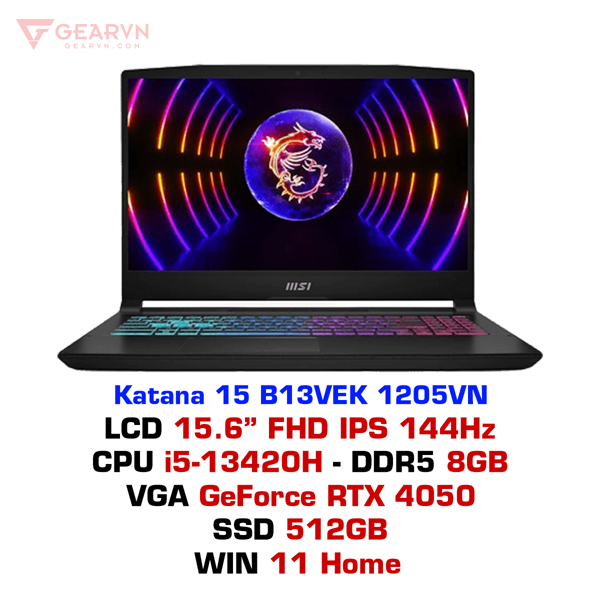 GEARVN
GEARVN.COM
msi
Katana 15 B13VEK 1205VN
LCD 15.6” FHD IPS 144Hz
CPU i5-13420H - DDR5 8GB
VGA GeForce RTX 4050
SSD 512GB
WIN 11 Home